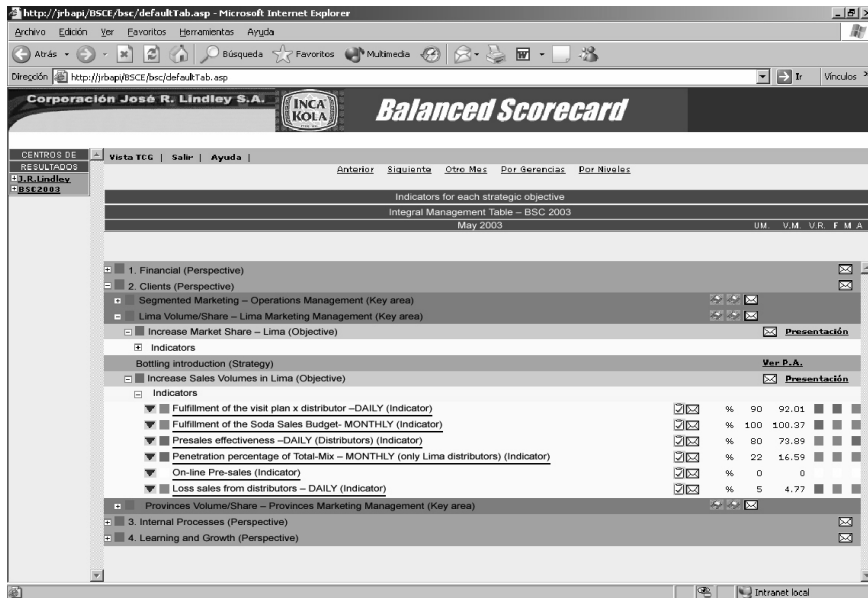 http://jrbapi/BSCE/bsc/defaultTab.asp - Microsoft Internet Explorer
Archivo Edición Ver Favoritos Herramientas Ayuda
Atrás Búsqueda Favoritos Multimedia
Dirección http://jrbapi/BSCE/bsc/defaultTab.asp Ir Vínculos
Corporación José R. Lindley S.A. INCA KOLA Balanced Scorecard
CENTROS DE RESULTADOS
J.R.Lindley
BSC2003
Vista TCG | Salir | Ayuda |
Anterior Siguiente Otro Mes Por Gerencias Por Niveles
Indicators for each strategic objective
Integral Management Table – BSC 2003
May 2003 UM. V.M. V.R. F M A
1. Financial (Perspective)
2. Clients (Perspective)
Segmented Marketing – Operations Management (Key area)
Lima Volume/Share – Lima Marketing Management (Key area)
Increase Market Share – Lima (Objective) Presentación
Indicators
Bottling introduction (Strategy) Ver P.A.
Increase Sales Volumes in Lima (Objective) Presentación
Indicators
Fulfillment of the visit plan x distributor –DAILY (Indicator) % 90 92.01
Fulfillment of the Soda Sales Budget- MONTHLY (Indicator) % 100 100.37
Presales effectiveness –DAILY (Distributors) (Indicator) % 80 73.89
Penetration percentage of Total-Mix – MONTHLY (only Lima distributors) (Indicator) % 22 16.59
On-line Pre-sales (Indicator) % 0 0
Loss sales from distributors – DAILY (Indicator) % 5 4.77
Provinces Volume/Share – Provinces Marketing Management (Key area)
3. Internal Processes (Perspective)
4. Learning and Growth (Perspective)
Intranet local